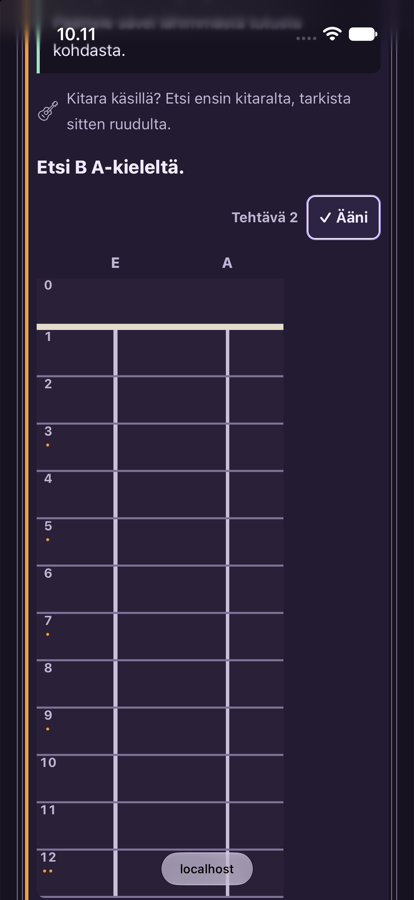 10.11
kohdasta.
Kitara käsillä? Etsi ensin kitaralta, tarkista
sitten ruudulta.
Etsi B A-kieleltä.
Tehtävä 2
✓ Ääni
E A
0
1
2
3
4
5
6
7
8
9
10
11
12
localhost